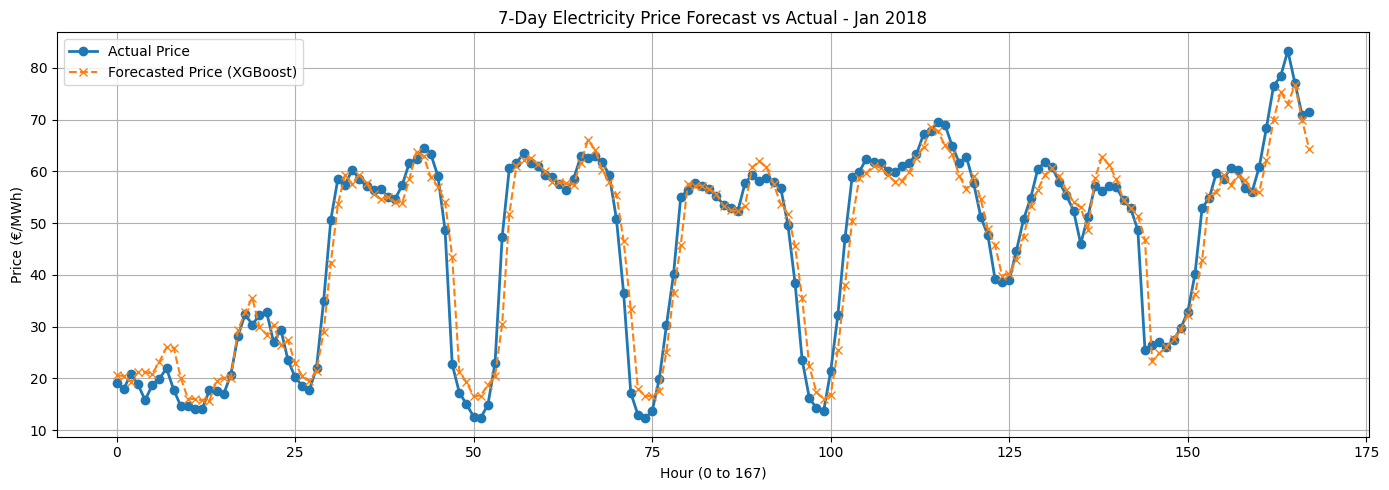 7-Day Electricity Price Forecast vs Actual - Jan 2018
Actual Price
Forecasted Price (XGBoost)
Price (€/MWh)
80
70
60
50
40
30
20
10
0 25 50 75 100 125 150 175
Hour (0 to 167)